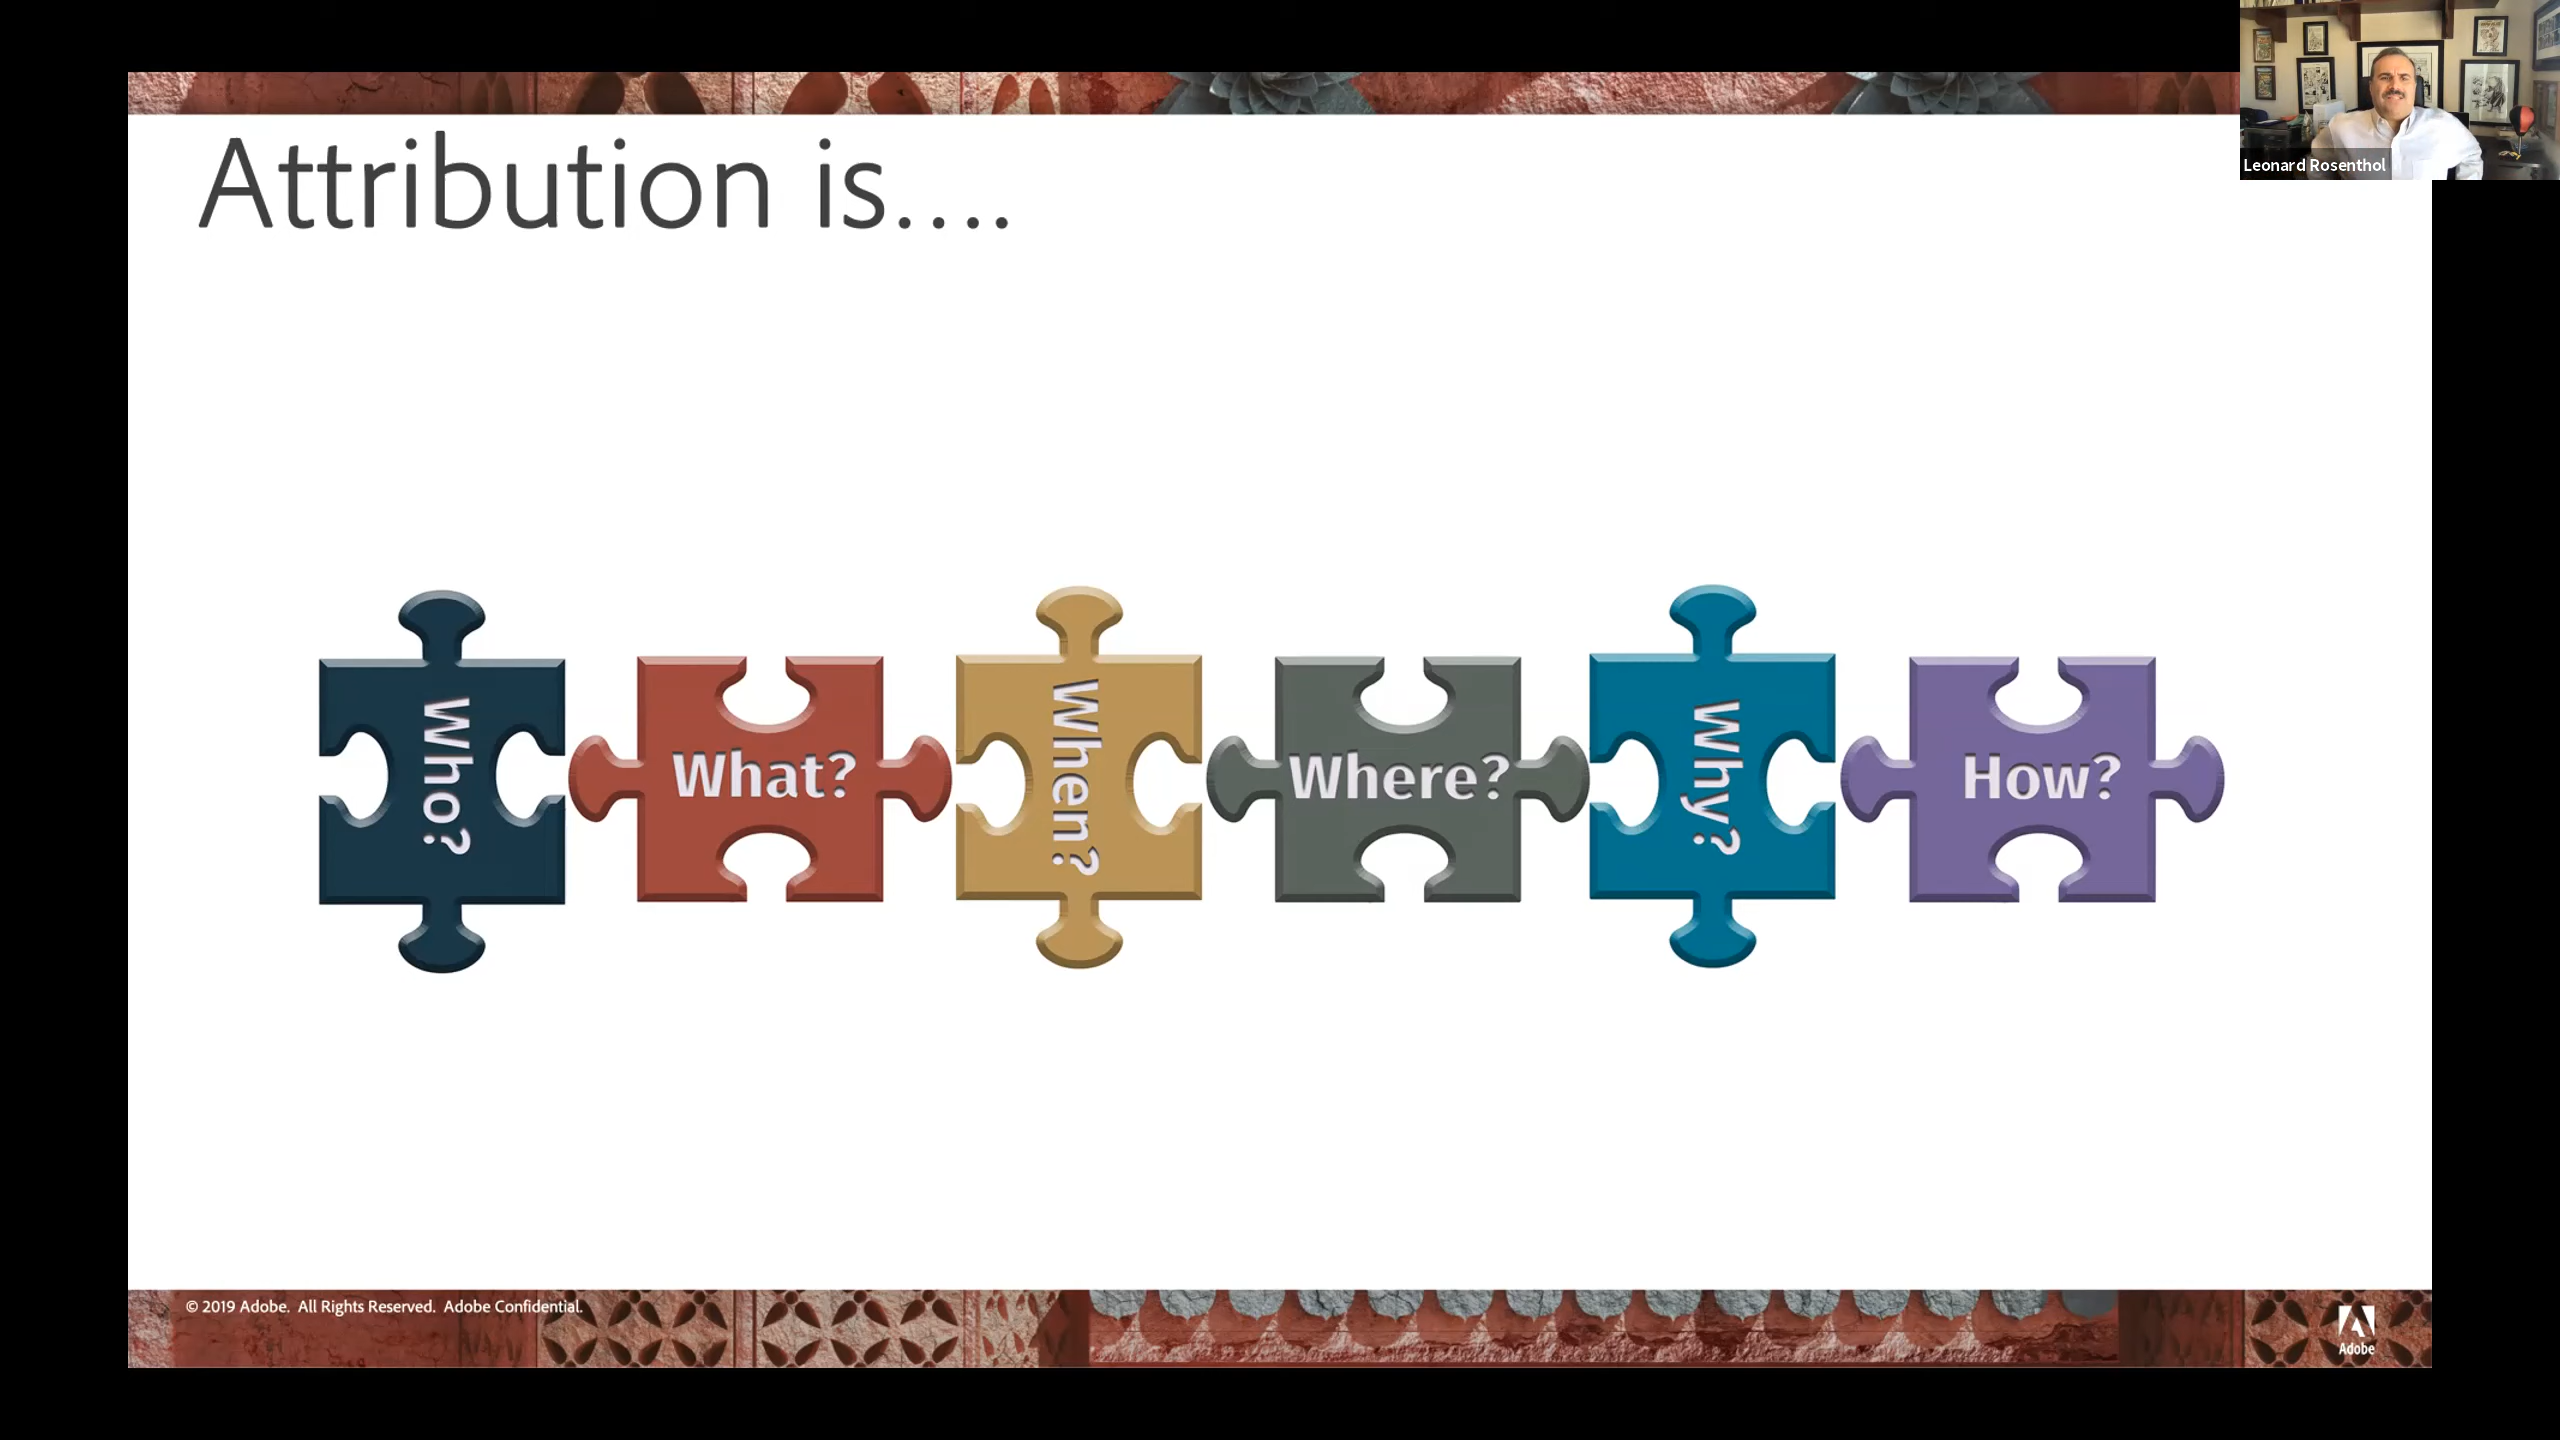 Attribution is....
Leonard Rosenthol
Who?
What?
When?
Where?
Why?
How?
© 2019 Adobe. All Rights Reserved. Adobe Confidential.
Adobe